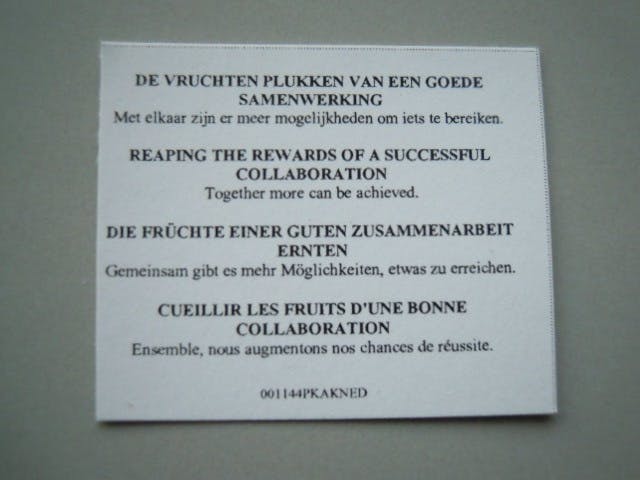 DE VRUCHTEN PLUKKEN VAN EEN GOEDE
SAMENWERKING
Met elkaar zijn er meer mogelijkheden om iets te bereiken.
REAPING THE REWARDS OF A SUCCESSFUL
COLLABORATION
Together more can be achieved.
DIE FRÜCHTE EINER GUTEN ZUSAMMENARBEIT
ERNTEN
Gemeinsam gibt es mehr Möglichkeiten, etwas zu erreichen.
CUEILLIR LES FRUITS D'UNE BONNE
COLLABORATION
Ensemble, nous augmentons nos chances de réussite.
001144PKAKNED